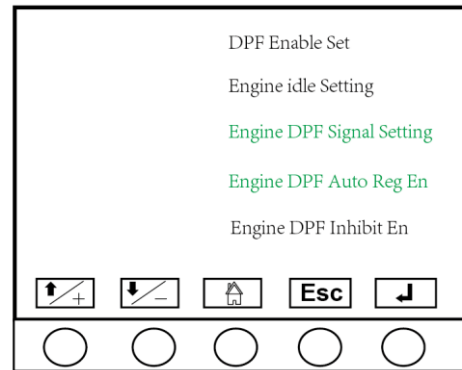 DPF Enable Set
Engine idle Setting
Engine DPF Signal Setting
Engine DPF Auto Reg En
Engine DPF Inhibit En
⬆/+ ⬇/− Esc ↲